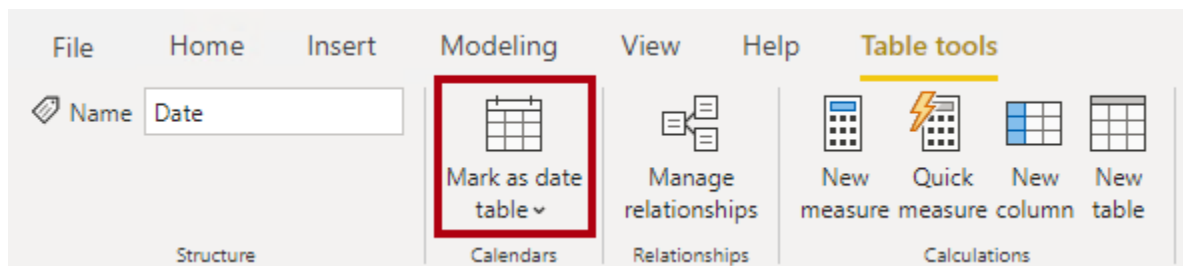 File Home Insert Modeling View Help Table tools
Name Date
Mark as date table
Manage relationships
New measure
Quick measure
New column
New table
Structure Calendars Relationships Calculations